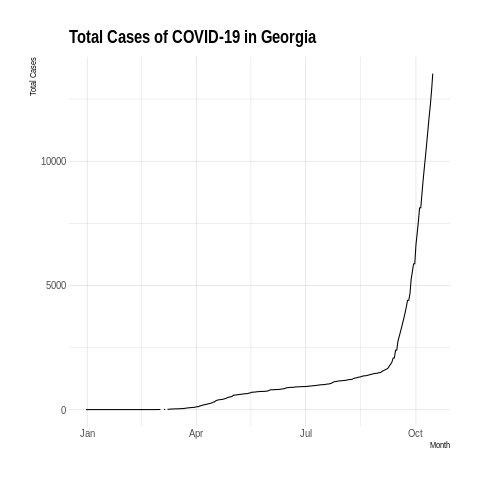 Total Cases of COVID-19 in Georgia
Total Cases
10000
5000
0
Jan Apr Jul Oct
Month